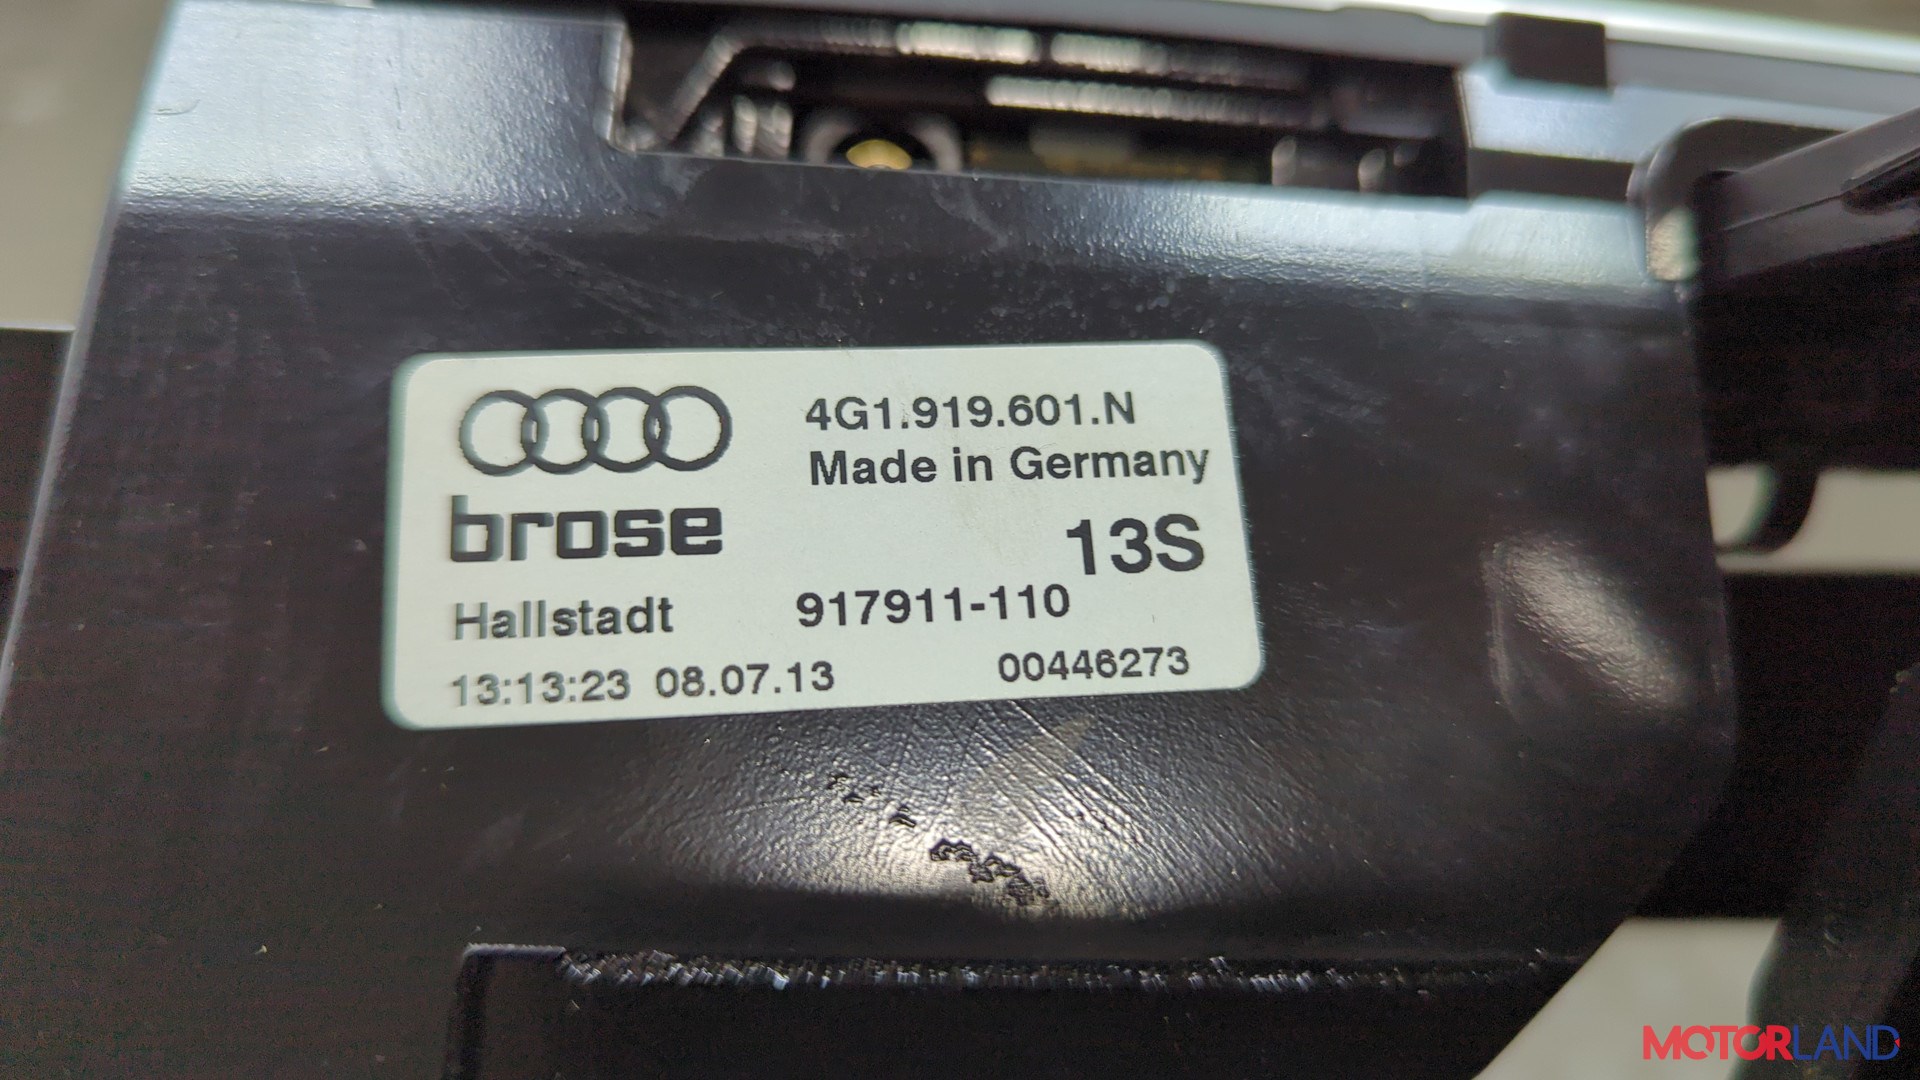 4G1.919.601.N
Made in Germany
brose
13S
Hallstadt 917911-110
13:13:23 08.07.13 00446273
MOTORLAND